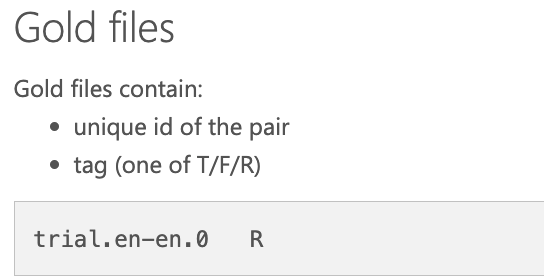 Gold files
Gold files contain:
• unique id of the pair
• tag (one of T/F/R)
trial.en-en.0 R